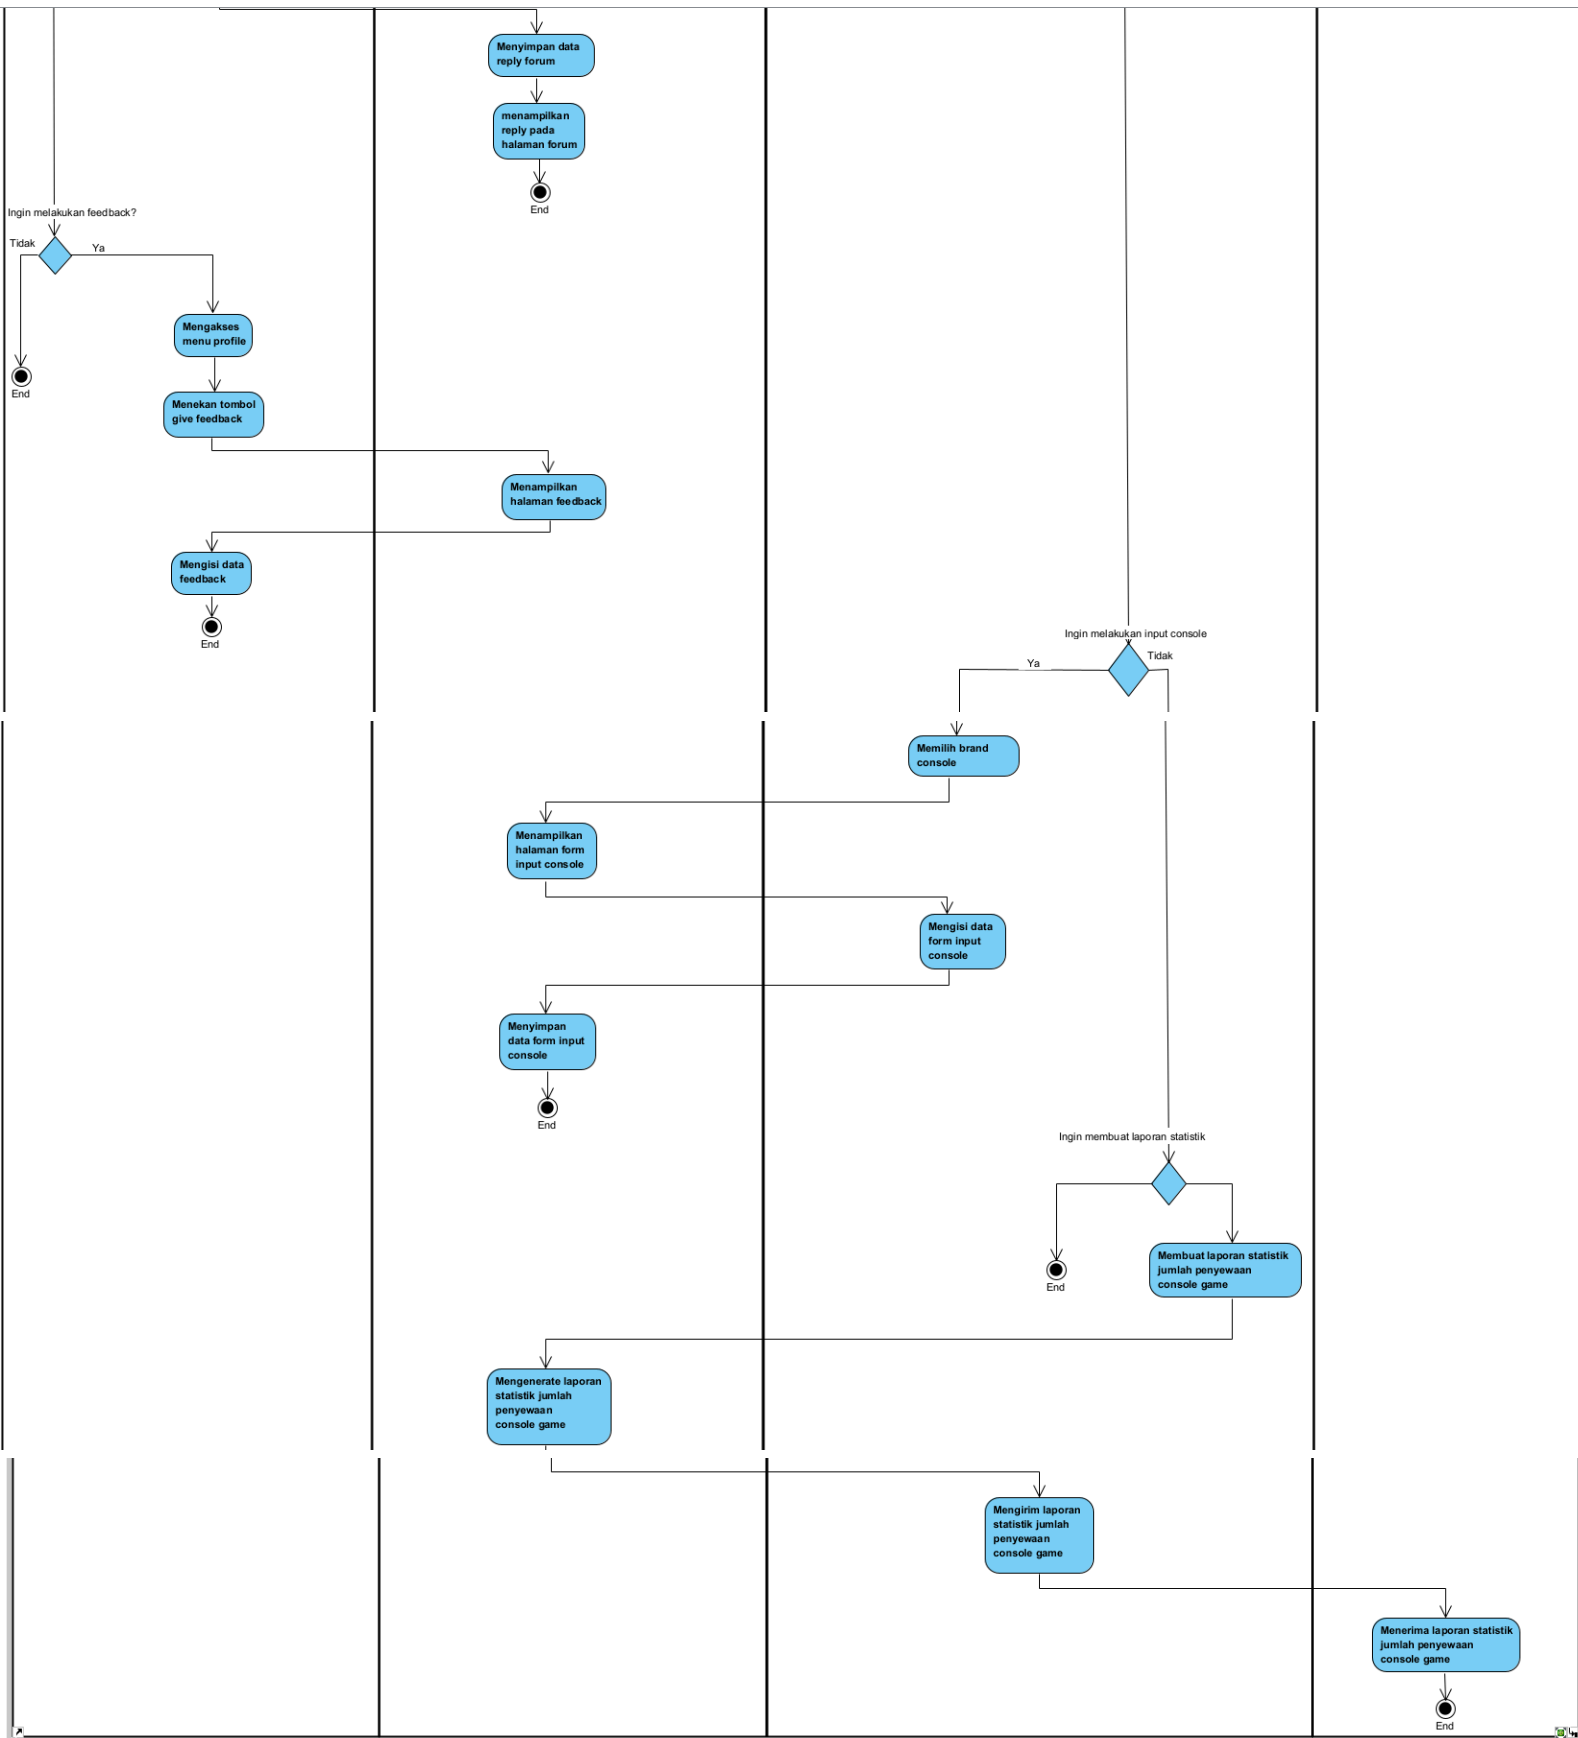 Menyimpan data
reply forum
menampilkan
reply pada
halaman forum
End
Ingin melakukan feedback?
Tidak
Ya
Mengakses
menu profile
End
Menekan tombol
give feedback
Menampilkan
halaman feedback
Mengisi data
feedback
End
Ingin melakukan input console
Ya
Tidak
Memilih brand
console
Menampilkan
halaman form
input console
Mengisi data
form input
console
Menyimpan
data form input
console
End
Ingin membuat laporan statistik
End
Membuat laporan statistik
jumlah penyewaan
console game
Mengenerate laporan
statistik jumlah
penyewaan
console game
Mengirim laporan
statistik jumlah
penyewaan
console game
Menerima laporan statistik
jumlah penyewaan
console game
End